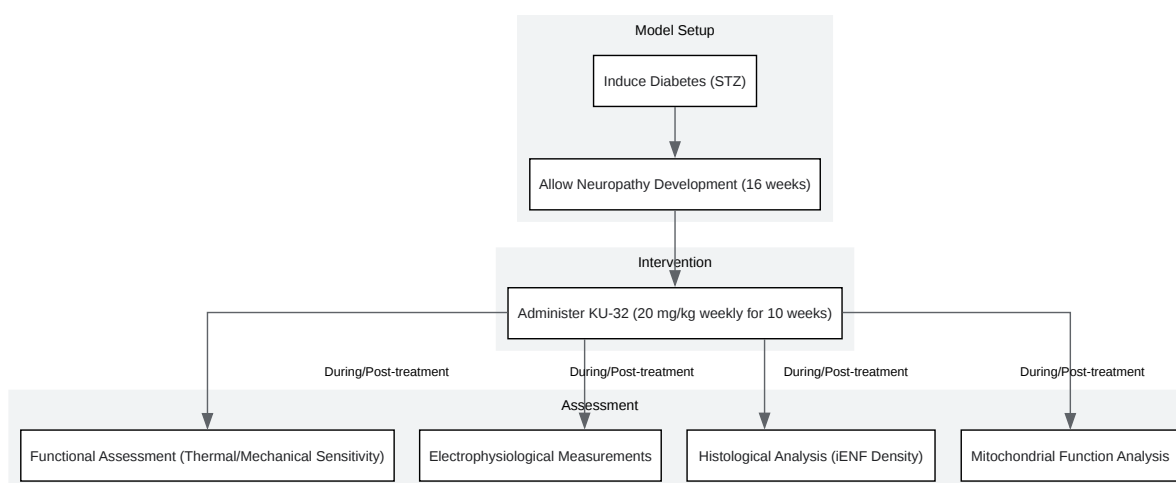 Model Setup
Induce Diabetes (STZ)
Allow Neuropathy Development (16 weeks)
Intervention
Administer KU-32 (20 mg/kg weekly for 10 weeks)
During/Post-treatment
During/Post-treatment
During/Post-treatment
During/Post-treatment
Assessment
Functional Assessment (Thermal/Mechanical Sensitivity)
Electrophysiological Measurements
Histological Analysis (iENF Density)
Mitochondrial Function Analysis